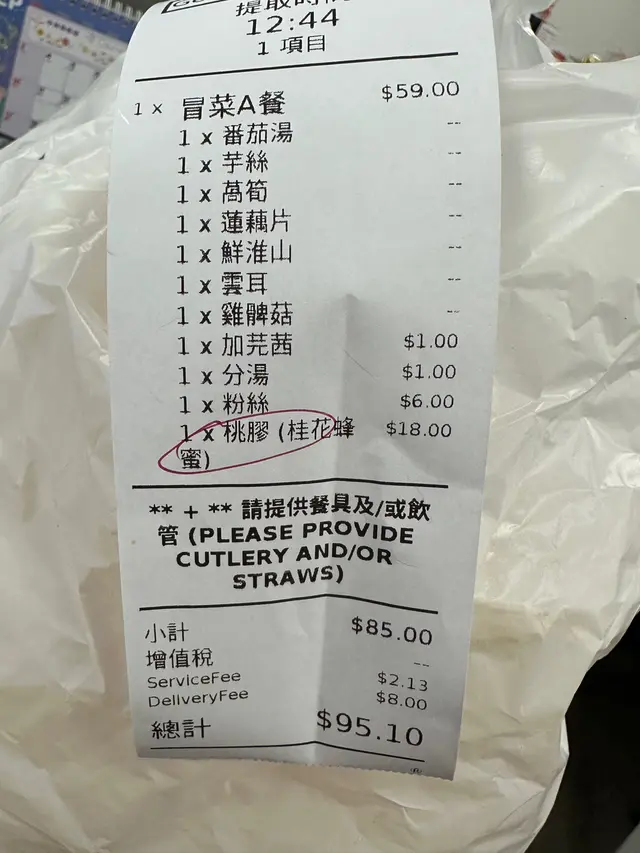 12:44
1 項目
1 x 冒菜A餐 $59.00
1 x 番茄湯 --
1 x 芋絲 --
1 x 萵筍 --
1 x 蓮藕片 --
1 x 鮮淮山 --
1 x 雲耳 --
1 x 雞髀菇 --
1 x 加芫茜 $1.00
1 x 分湯 $1.00
1 x 粉絲 $6.00
1 x 桃膠 (桂花蜂 $18.00
蜜)
** + ** 請提供餐具及/或飲
管 (PLEASE PROVIDE
CUTLERY AND/OR
STRAWS)
小計 $85.00
增值稅 --
ServiceFee $2.13
DeliveryFee $8.00
總計 $95.10